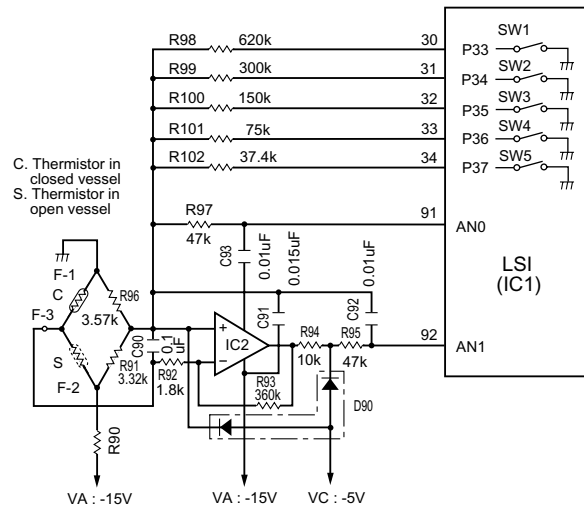 R98 620k 30
P33 SW1
R99 300k 31
P34 SW2
R100 150k 32
P35 SW3
R101 75k 33
P36 SW4
R102 37.4k 34
P37 SW5
C. Thermistor in
closed vessel
S. Thermistor in
open vessel
R97
47k
91 AN0
C93
0.01uF
0.015uF
0.01uF
LSI
(IC1)
F-1
C
F-3
R96
3.57k
C90
0.1
uF
+
−
IC2
C91
C92
R94
10k
R95
47k
92 AN1
S
F-2
R91
3.32k
R92
1.8k
R93
360k
D90
R90
VA : -15V
VA : -15V
VC : -5V